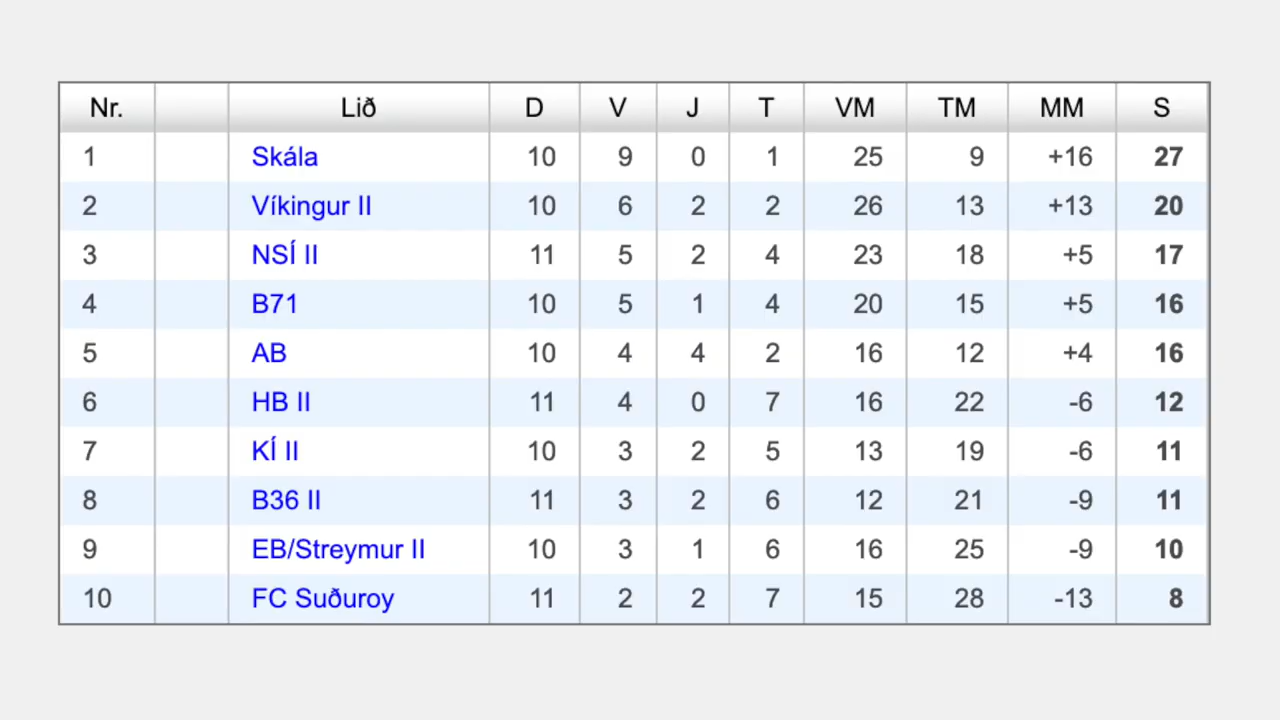 Nr. Lið D V J T VM TM MM S
1 Skála 10 9 0 1 25 9 +16 27
2 Víkingur II 10 6 2 2 26 13 +13 20
3 NSÍ II 11 5 2 4 23 18 +5 17
4 B71 10 5 1 4 20 15 +5 16
5 AB 10 4 4 2 16 12 +4 16
6 HB II 11 4 0 7 16 22 -6 12
7 KÍ II 10 3 2 5 13 19 -6 11
8 B36 II 11 3 2 6 12 21 -9 11
9 EB/Streymur II 10 3 1 6 16 25 -9 10
10 FC Suðuroy 11 2 2 7 15 28 -13 8